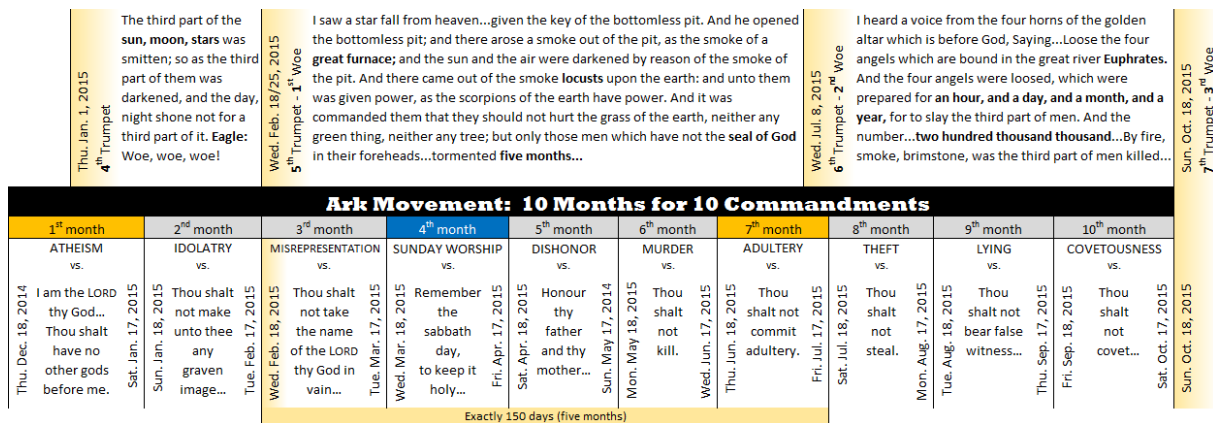 Thu. Jan. 1, 2015
4th Trumpet
The third part of the
sun, moon, stars was
smitten; so as the third
part of them was
darkened, and the day,
night shone not for a
third part of it. Eagle:
Woe, woe, woe!
Wed. Feb. 18/25, 2015
5th Trumpet - 1st Woe
I saw a star fall from heaven...given the key of the bottomless pit. And he opened
the bottomless pit; and there arose a smoke out of the pit, as the smoke of a
great furnace; and the sun and the air were darkened by reason of the smoke of
the pit. And there came out of the smoke locusts upon the earth: and unto them
was given power, as the scorpions of the earth have power. And it was
commanded them that they should not hurt the grass of the earth, neither any
green thing, neither any tree; but only those men which have not the seal of God
in their foreheads...tormented five months...
Wed. Jul. 8, 2015
6th Trumpet - 2nd Woe
I heard a voice from the four horns of the golden
altar which is before God, Saying...Loose the four
angels which are bound in the great river Euphrates.
And the four angels were loosed, which were
prepared for an hour, and a day, and a month, and a
year, for to slay the third part of men. And the
number...two hundred thousand thousand...By fire,
smoke, brimstone, was the third part of men killed...
Sun. Oct. 18, 2015
7th Trumpet - 3rd Woe
Ark Movement: 10 Months for 10 Commandments
1st month
ATHEISM
vs.
Thu. Dec. 18, 2014
I am the LORD
thy God...
Thou shalt
have no
other gods
before me.
Sat. Jan. 17, 2015
2nd month
IDOLATRY
vs.
Sun. Jan. 18, 2015
Thou shalt
not make
unto thee
any
graven
image...
Tue. Feb. 17, 2015
3rd month
MISREPRESENTATION
vs.
Wed. Feb. 18, 2015
Thou shalt
not take
the name
of the LORD
thy God in
vain...
Tue. Mar. 17, 2015
4th month
SUNDAY WORSHIP
vs.
Wed. Mar. 18, 2015
Remember
the
sabbath
day,
to keep it
holy...
Fri. Apr. 17, 2015
5th month
DISHONOR
vs.
Sat. Apr. 18, 2015
Honour
thy
father
and thy
mother...
Sun. May 17, 2014
6th month
MURDER
vs.
Mon. May 18, 2015
Thou
shalt
not
kill.
Wed. Jun. 17, 2015
7th month
ADULTERY
vs.
Thu. Jun. 18, 2015
Thou
shalt not
commit
adultery.
Fri. Jul. 17, 2015
8th month
THEFT
vs.
Sat. Jul. 18, 2015
Thou
shalt
not
steal.
Mon. Aug. 17, 2015
9th month
LYING
vs.
Tue. Aug. 18, 2015
Thou
shalt not
bear false
witness...
Thu. Sep. 17, 2015
10th month
COVETOUSNESS
vs.
Fri. Sep. 18, 2015
Thou
shalt
not
covet...
Sat. Oct. 17, 2015
Sun. Oct. 18, 2015
Exactly 150 days (five months)